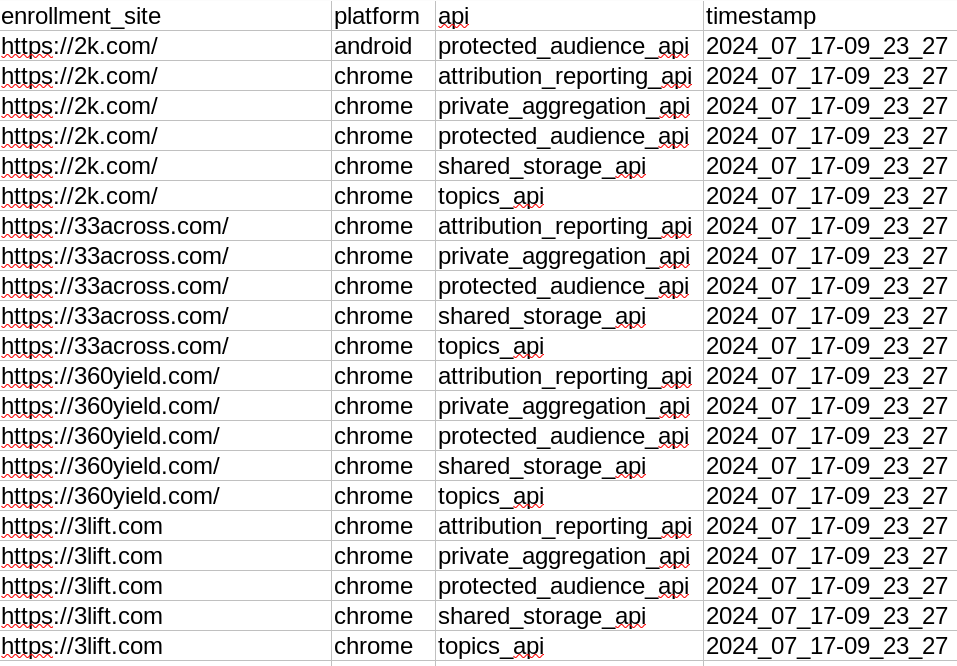 enrollment_site platform api timestamp
https://2k.com/ android protected_audience_api 2024_07_17-09_23_27
https://2k.com/ chrome attribution_reporting_api 2024_07_17-09_23_27
https://2k.com/ chrome private_aggregation_api 2024_07_17-09_23_27
https://2k.com/ chrome protected_audience_api 2024_07_17-09_23_27
https://2k.com/ chrome shared_storage_api 2024_07_17-09_23_27
https://2k.com/ chrome topics_api 2024_07_17-09_23_27
https://33across.com/ chrome attribution_reporting_api 2024_07_17-09_23_27
https://33across.com/ chrome private_aggregation_api 2024_07_17-09_23_27
https://33across.com/ chrome protected_audience_api 2024_07_17-09_23_27
https://33across.com/ chrome shared_storage_api 2024_07_17-09_23_27
https://33across.com/ chrome topics_api 2024_07_17-09_23_27
https://360yield.com/ chrome attribution_reporting_api 2024_07_17-09_23_27
https://360yield.com/ chrome private_aggregation_api 2024_07_17-09_23_27
https://360yield.com/ chrome protected_audience_api 2024_07_17-09_23_27
https://360yield.com/ chrome shared_storage_api 2024_07_17-09_23_27
https://360yield.com/ chrome topics_api 2024_07_17-09_23_27
https://3lift.com chrome attribution_reporting_api 2024_07_17-09_23_27
https://3lift.com chrome private_aggregation_api 2024_07_17-09_23_27
https://3lift.com chrome protected_audience_api 2024_07_17-09_23_27
https://3lift.com chrome shared_storage_api 2024_07_17-09_23_27
https://3lift.com chrome topics_api 2024_07_17-09_23_27